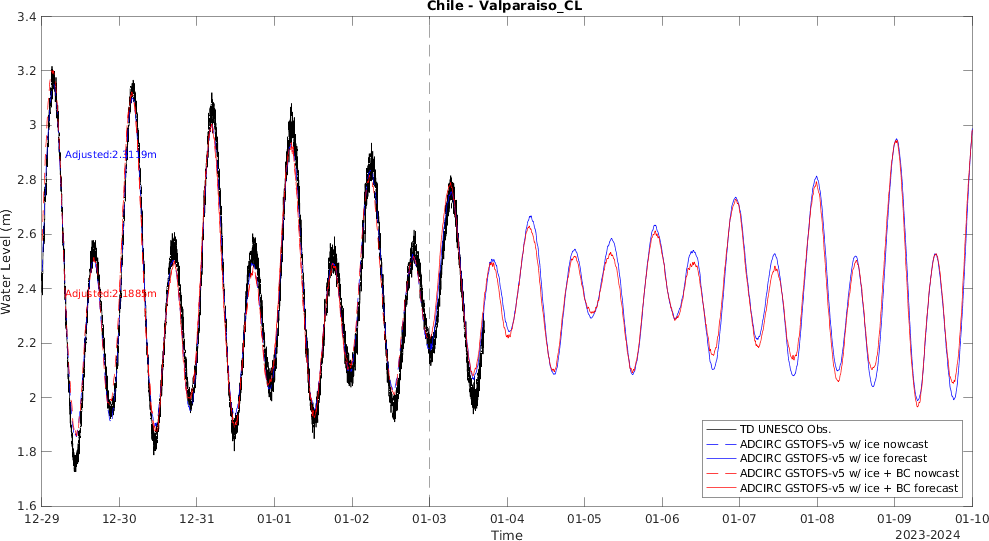 Chile - Valparaiso_CL
3.4
3.2
3
2.8
2.6
2.4
2.2
2
1.8
1.6
Water Level (m)
Adjusted:2.3119m
Adjusted:2.1885m
TD UNESCO Obs.
ADCIRC GSTOFS-v5 w/ ice nowcast
ADCIRC GSTOFS-v5 w/ ice forecast
ADCIRC GSTOFS-v5 w/ ice + BC nowcast
ADCIRC GSTOFS-v5 w/ ice + BC forecast
12-29 12-30 12-31 01-01 01-02 01-03 01-04 01-05 01-06 01-07 01-08 01-09 01-10
Time
2023-2024